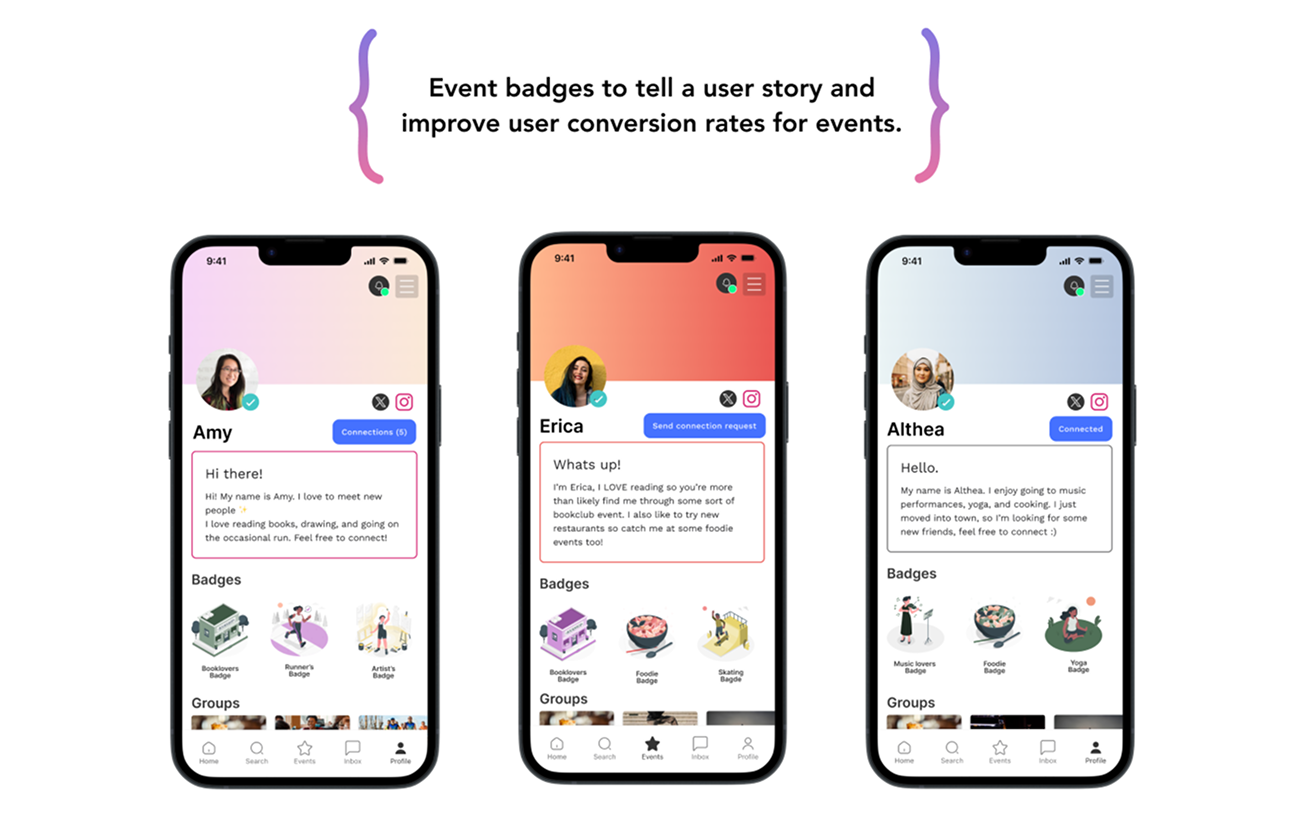 Event badges to tell a user story and
improve user conversion rates for events.
9:41
Amy
Connections (5)
Hi there!
Hi! My name is Amy. I love to meet new
people ✨
I love reading books, drawing, and going on
the occasional run. Feel free to connect!
Badges
Booklovers
Badge
Runner's
Badge
Artist's
Badge
Groups
Home
Search
Events
Inbox
Profile
9:41
Erica
Send connection request
Whats up!
I'm Erica, I LOVE reading so you're more
than likely find me through some sort of
bookclub event. I also like to try new
restaurants so catch me at some foodie
events too!
Badges
Booklovers
Badge
Foodie
Badge
Skating
Bagde
Groups
Home
Search
Events
Inbox
Profile
9:41
Althea
Connected
Hello.
My name is Althea. I enjoy going to music
performances, yoga, and cooking. I just
moved into town, so I'm looking for some
new friends, feel free to connect :)
Badges
Music lovers
Badge
Foodie
Badge
Yoga
Badge
Groups
Home
Search
Events
Inbox
Profile